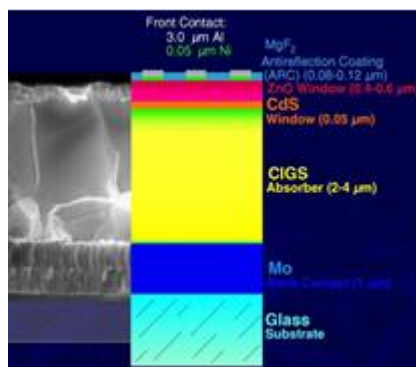 Front Contact:
3.0 µm Al
0.05 µm Ni
MgF₂
Antireflection Coating
(ARC) (0.08-0.12 µm)
ZnO Window (0.4-0.6 µm
CdS
Window (0.05 µm)
CIGS
Absorber (2-4 µm)
Mo
Back Contact (1 µm)
Glass
Substrate